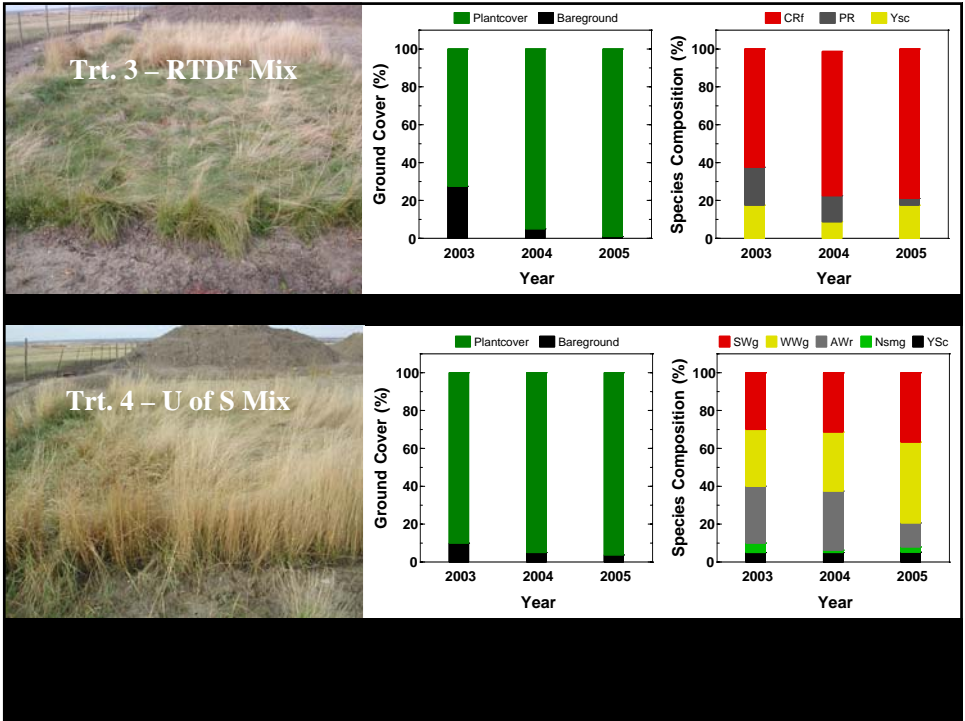 Trt. 3 – RTDF Mix
Plantcover Bareground
Ground Cover (%)
100
80
60
40
20
0
2003 2004 2005
Year
CRf PR Ysc
Species Composition (%)
100
80
60
40
20
0
2003 2004 2005
Year
Trt. 4 – U of S Mix
Plantcover Bareground
Ground Cover (%)
100
80
60
40
20
0
2003 2004 2005
Year
SWg WWg AWr Nsmg YSc
Species Composition (%)
100
80
60
40
20
0
2003 2004 2005
Year